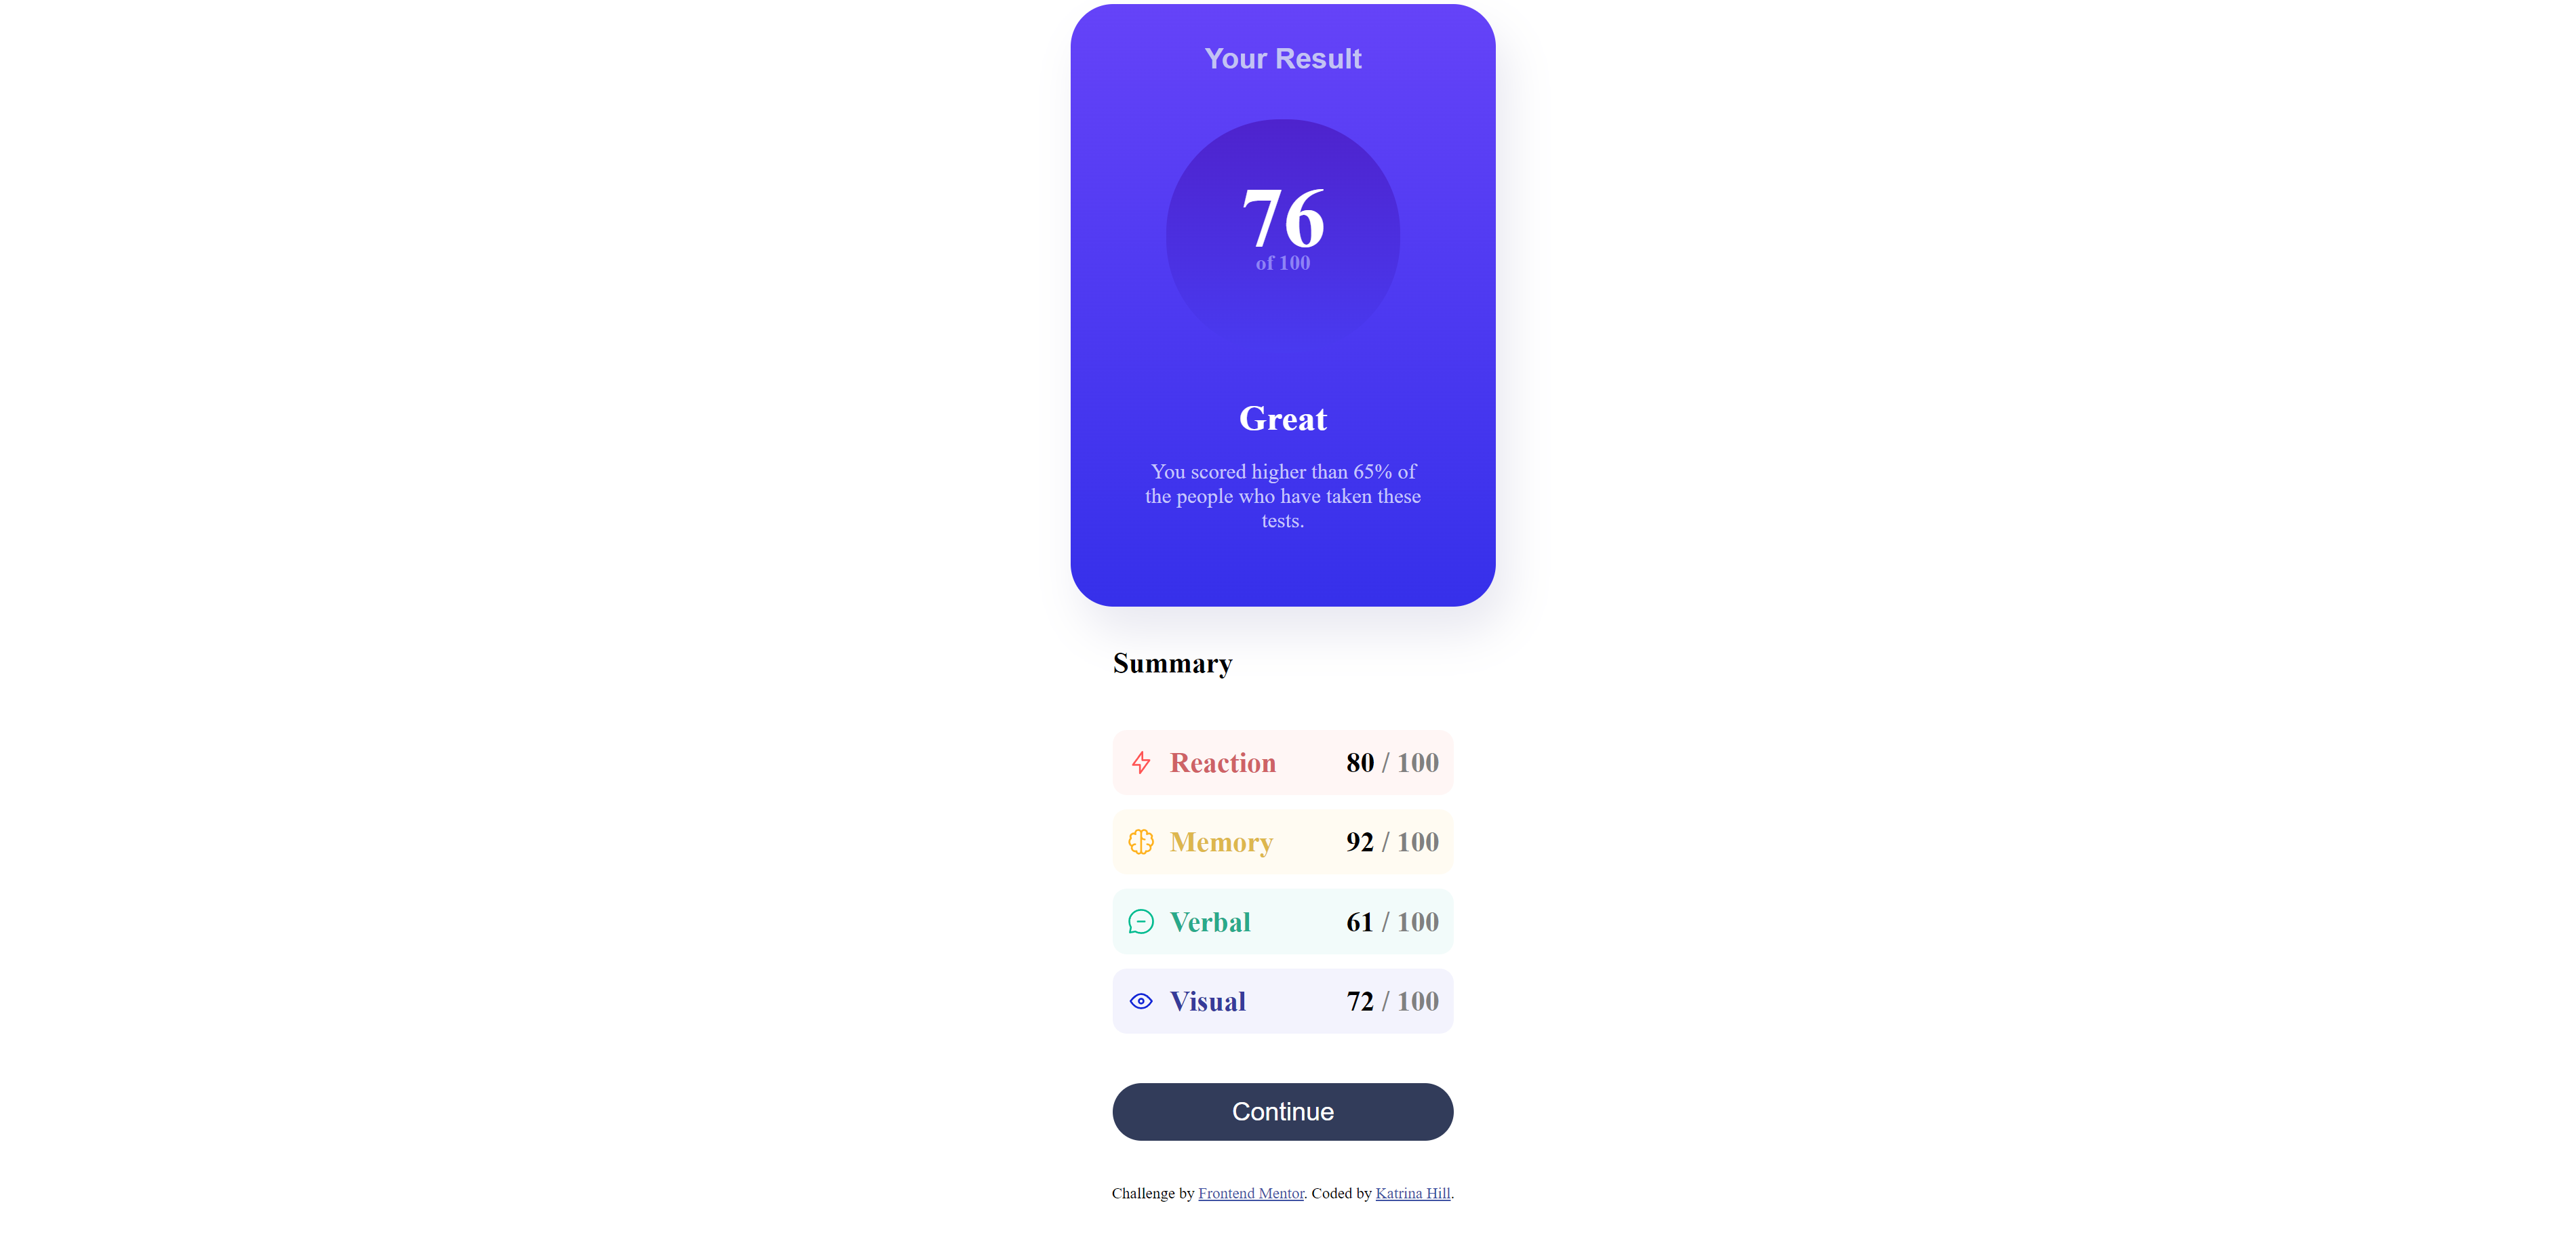 Your Result
76
of 100
Great
You scored higher than 65% of
the people who have taken these
tests.
Summary
Reaction 80 / 100
Memory 92 / 100
Verbal 61 / 100
Visual 72 / 100
Continue
Challenge by Frontend Mentor. Coded by Katrina Hill.